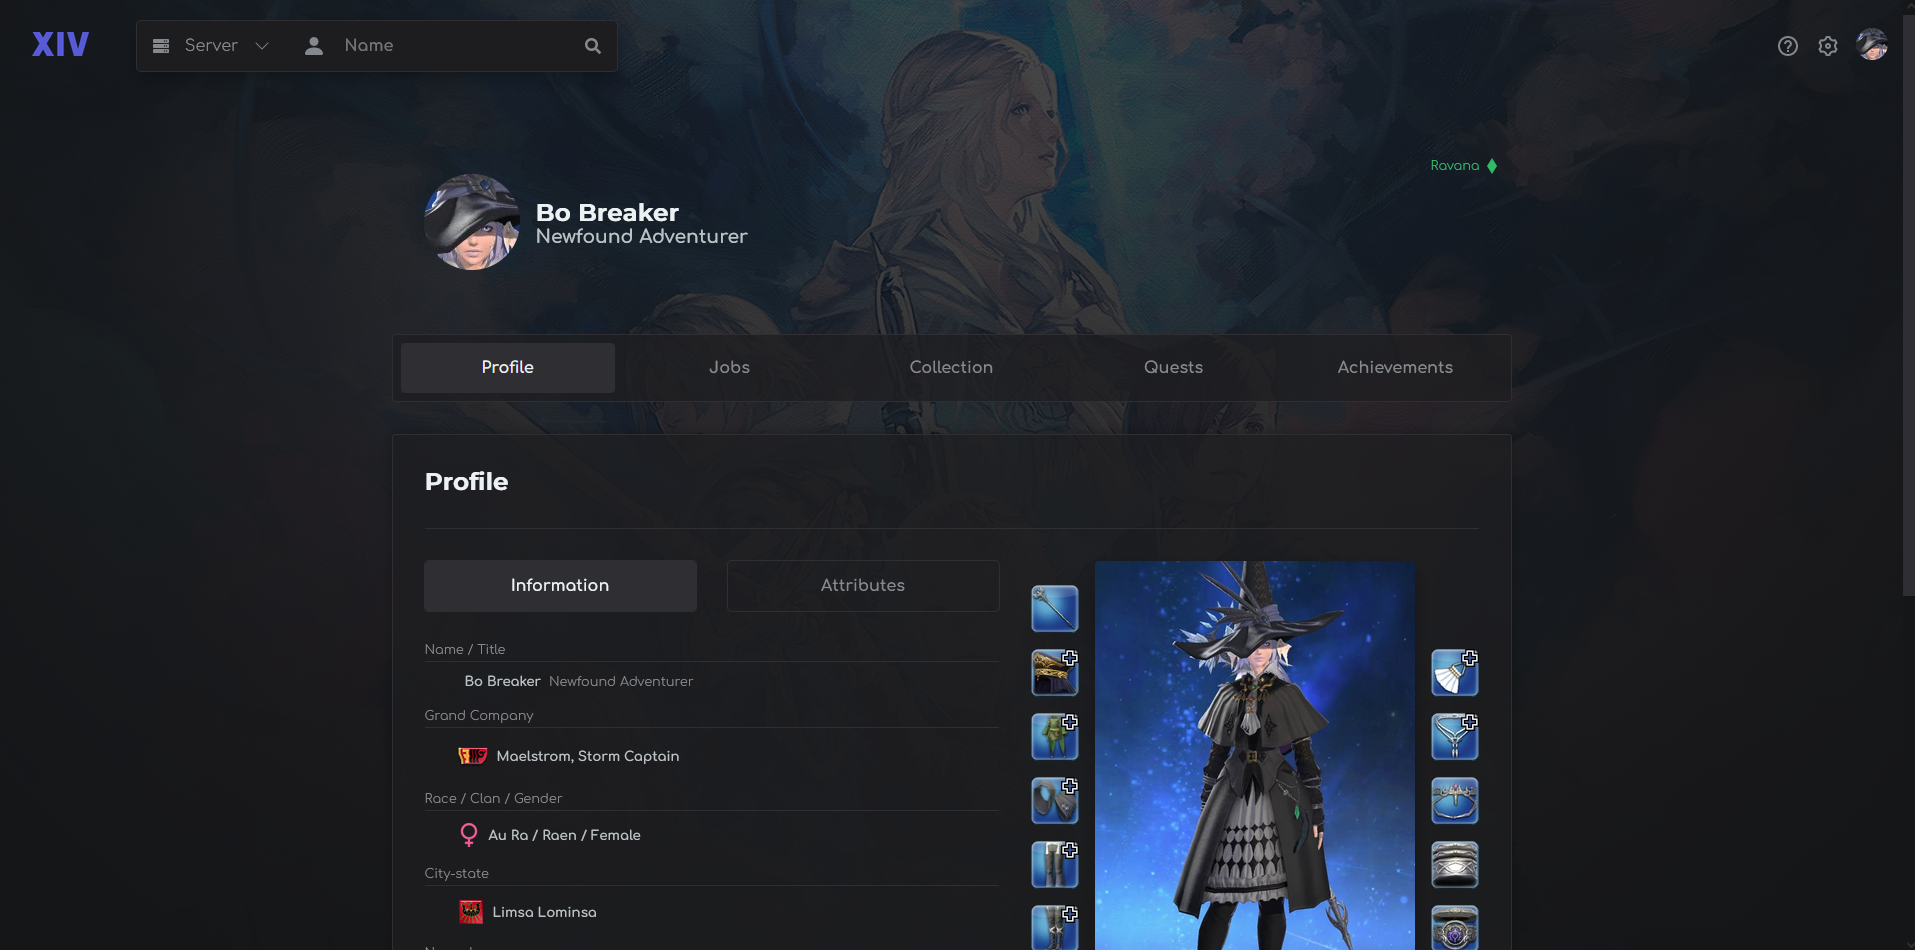 XIV
Server
Name
Ravana
Bo Breaker
Newfound Adventurer
Profile
Jobs
Collection
Quests
Achievements
Profile
Information
Attributes
Name / Title
Bo Breaker Newfound Adventurer
Grand Company
Maelstrom, Storm Captain
Race / Clan / Gender
Au Ra / Raen / Female
City-state
Limsa Lominsa